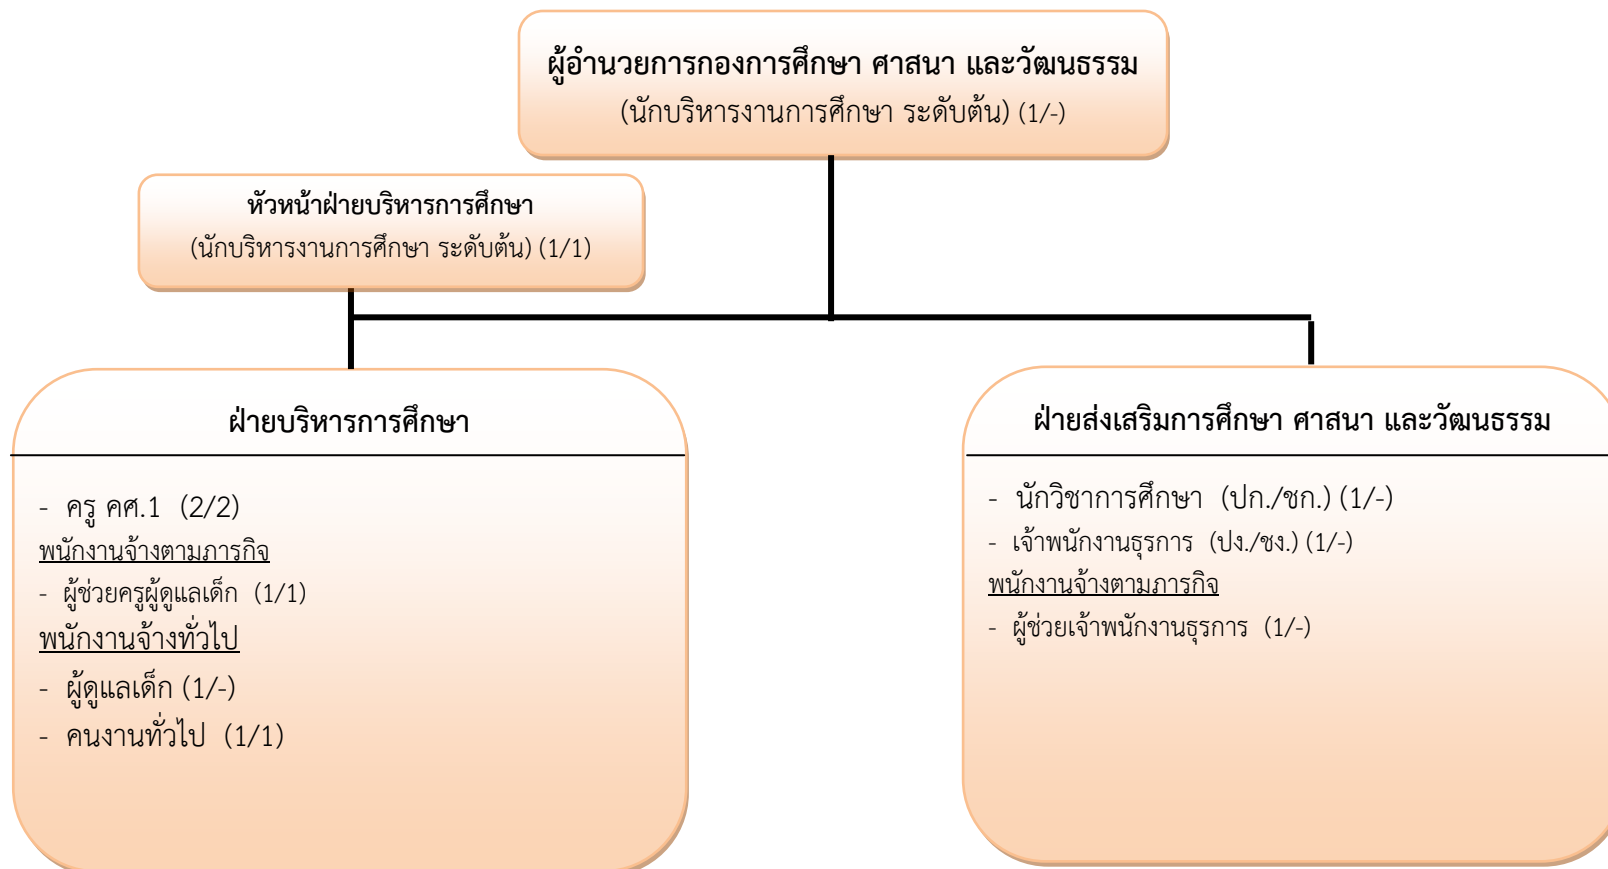 ผู้อำนวยการกองการศึกษา ศาสนา และวัฒนธรรม
(นักบริหารงานการศึกษา ระดับต้น) (1/-)
หัวหน้าฝ่ายบริหารการศึกษา
(นักบริหารงานการศึกษา ระดับต้น) (1/1)
ฝ่ายบริหารการศึกษา
- ครู คศ.1 (2/2)
พนักงานจ้างตามภารกิจ
- ผู้ช่วยครูผู้ดูแลเด็ก (1/1)
พนักงานจ้างทั่วไป
- ผู้ดูแลเด็ก (1/-)
- คนงานทั่วไป (1/1)
ฝ่ายส่งเสริมการศึกษา ศาสนา และวัฒนธรรม
- นักวิชาการศึกษา (ปก./ชก.) (1/-)
- เจ้าพนักงานธุรการ (ปง./ชง.) (1/-)
พนักงานจ้างตามภารกิจ
- ผู้ช่วยเจ้าพนักงานธุรการ (1/-)